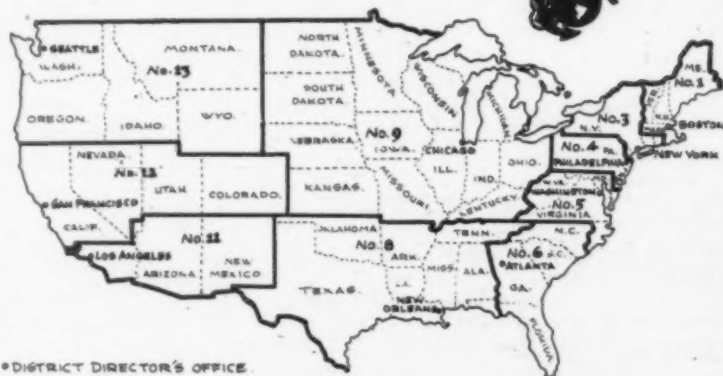 SEATTLE
WASH.
MONTANA.
No. 13
OREGON.
IDAHO.
WYO.
NORTH
DAKOTA.
SOUTH
DAKOTA.
NEBRASKA
KANSAS.
MINNESOTA
WISCONSIN
MICHIGAN
No. 9
IOWA.
CHICAGO
ILL.
IND.
OHIO.
MISSOURI
KENTUCKY
ME.
No. 1
BOSTON
No. 3
N.Y.
NEW YORK
No. 4 PA.
PHILADELPHIA
W.VA.
WASHINGTON
No. 5
VIRGINIA
NEVADA.
No. 12
UTAH
COLORADO.
SAN FRANCISCO
CALIF.
LOS ANGELES
No. 11
ARIZONA
NEW
MEXICO
OKLAHOMA
No. 8
ARK.
TENN.
N.C.
TEXAS.
LA.
MISS.
ALA.
NEW
ORLEANS
No. 6
S.C.
ATLANTA
GA.
FLORIDA
•DISTRICT DIRECTOR'S OFFICE.